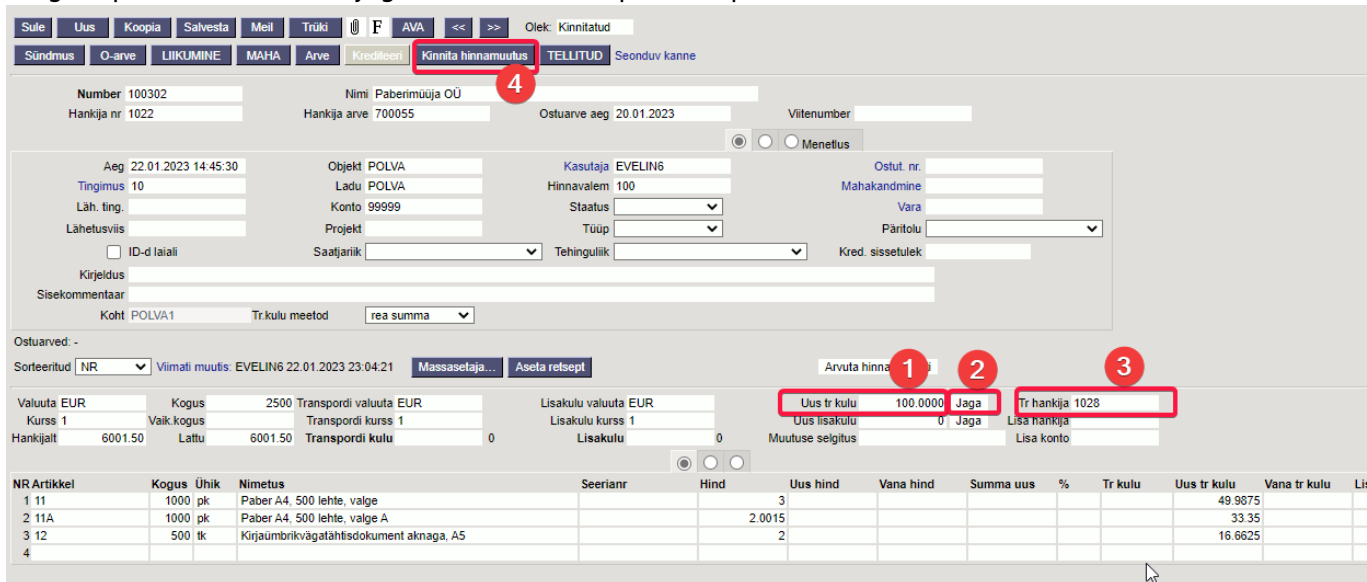 Sule Uus Koopia Salvesta Meil Trüki F AVA << >> Olek: Kinnitatud
Sündmus O-arve LIIKUMINE MAHA Arve Krediteeri Kinnita hinnamuutus TELLITUD Seonduv kanne
4
Number 100302 Nimi Paberimüüja OÜ
Hankija nr 1022 Hankija arve 700055 Ostuarve aeg 20.01.2023 Viitenumber
Menetlus
Aeg 22.01.2023 14:45:30 Objekt POLVA Kasutaja EVELIN6 Ostut. nr.
Tingimus 10 Ladu POLVA Hinnavalem 100 Mahakandmine
Läh. ting. Konto 99999 Staatus Vara
Lähetusviis Projekt Tüüp Päritolu
ID-d laiali Saatjariik Tehinguliik Kred. sissetulek
Kirjeldus
Sisekommentaar
Koht POLVA1 Tr.kulu meetod rea summa
Ostuarved: -
Sorteeritud NR Viimati muutis: EVELIN6 22.01.2023 23:04:21 Massasetaja... Aseta retsept Arvuta
1 2 3
Valuuta EUR Kogus 2500 Transpordi valuuta EUR Lisakulu valuuta EUR Uus tr kulu 100.0000 Jaga Tr hankija 1028
Kurss 1 Vaik.kogus Transpordi kurss 1 Lisakulu kurss 1 Uus lisakulu 0 Jaga Lisa hankija
Hankijalt 6001.50 Lattu 6001.50 Transpordi kulu 0 Lisakulu 0 Muutuse selgitus Lisa konto
NR Artikkel Kogus Ühik Nimetus Seerianr Hind Uus hind Vana hind Summa uus % Tr kulu Uus tr kulu Vana tr kulu
1 11 1000 pk Paber A4, 500 lehte, valge 3 49.9875
2 11A 1000 pk Paber A4, 500 lehte, valge A 2.0015 33.35
3 12 500 tk Kirjaümbrikvägatähtisdokument aknaga, A5 2 16.6625
4